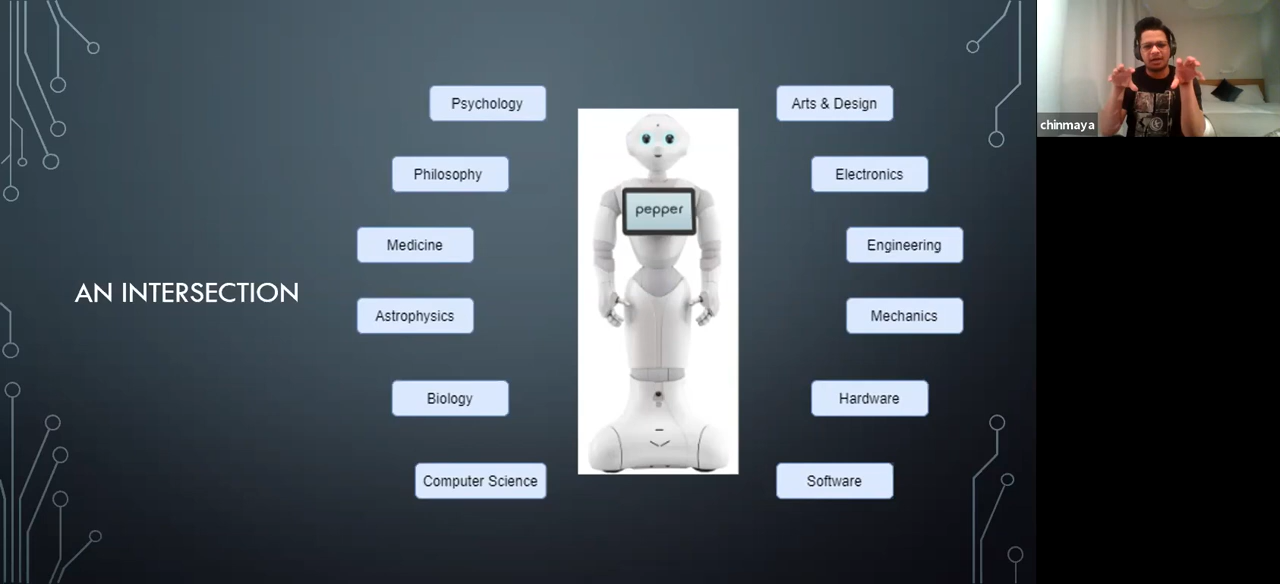 AN INTERSECTION
Psychology
Philosophy
Medicine
Astrophysics
Biology
Computer Science
pepper
Arts & Design
Electronics
Engineering
Mechanics
Hardware
Software
chinmaya